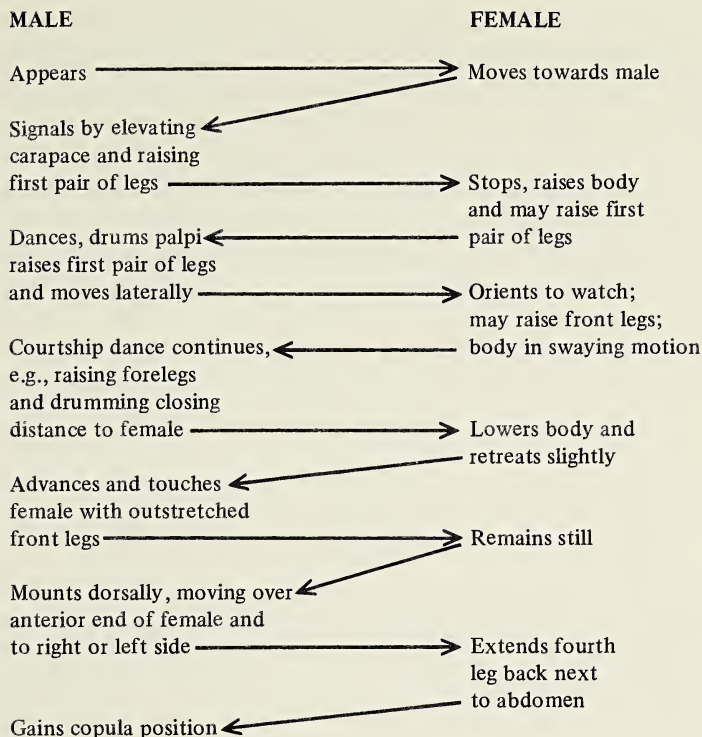 MALE
FEMALE
Appears
Moves towards male
Signals by elevating
carapace and raising
first pair of legs
Stops, raises body
and may raise first
pair of legs
Dances, drums palpi
raises first pair of legs
and moves laterally
Orients to watch;
may raise front legs;
body in swaying motion
Courtship dance continues,
e.g., raising forelegs
and drumming closing
distance to female
Lowers body and
retreats slightly
Advances and touches
female with outstretched
front legs
Remains still
Mounts dorsally, moving over
anterior end of female and
to right or left side
Extends fourth
leg back next
to abdomen
Gains copula position